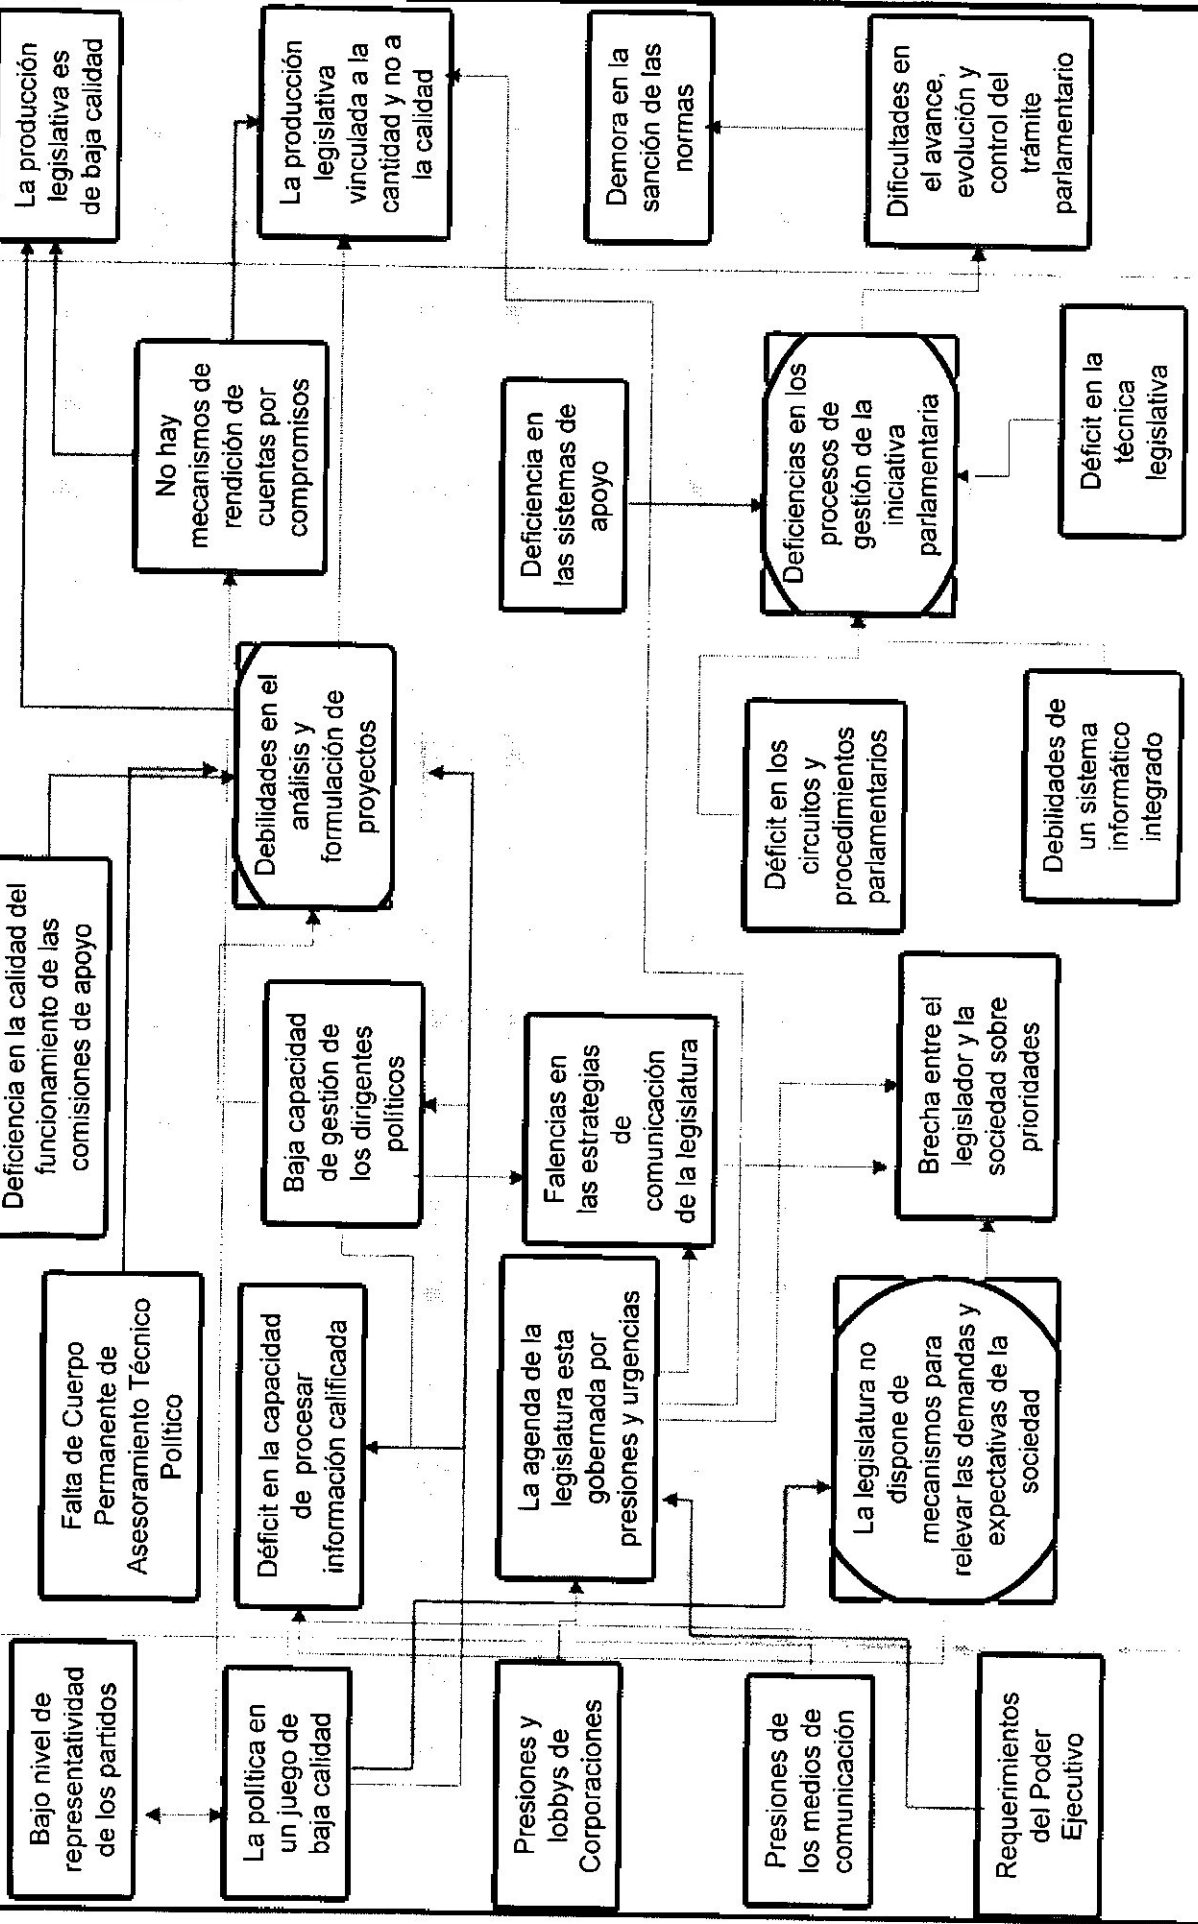 Bajo nivel de
representatividad
de los partidos
La política en
un juego de
baja calidad
Presiones y
lobbys de
Corporaciones
Presiones de
los medios de
comunicación
Requerimientos
del Poder
Ejecutivo
Falta de Cuerpo
Permanente de
Asesoramiento Técnico
Político
Déficit en la capacidad
de procesar
información calificada
La agenda de la
legislatura esta
gobernada por
presiones y urgencias
La legislatura no
dispone de
mecanismos para
relevar las demandas y
expectativas de la
sociedad
Deficiencia en la calidad del
funcionamiento de las
comisiones de apoyo
Baja capacidad
de gestión de
los dirigentes
políticos
Falencias en
las estrategias
de
comunicación
de la legislatura
Brecha entre el
legislador y la
sociedad sobre
prioridades
Debilidades en el
análisis y
formulación de
proyectos
Déficit en los
circuitos y
procedimientos
parlamentarios
Debilidades de
un sistema
informático
integrado
No hay
mecanismos de
rendición de
cuentas por
compromisos
Deficiencia en
las sistemas de
apoyo
Deficiencias en los
procesos de
gestión de la
iniciativa
parlamentaria
Déficit en la
técnica
legislativa
La producción
legislativa es
de baja calidad
La producción
legislativa
vinculada a la
cantidad y no a
la calidad
Demora en la
sanción de las
normas
Dificultades en
el avance,
evolución y
control del
trámite
parlamentario